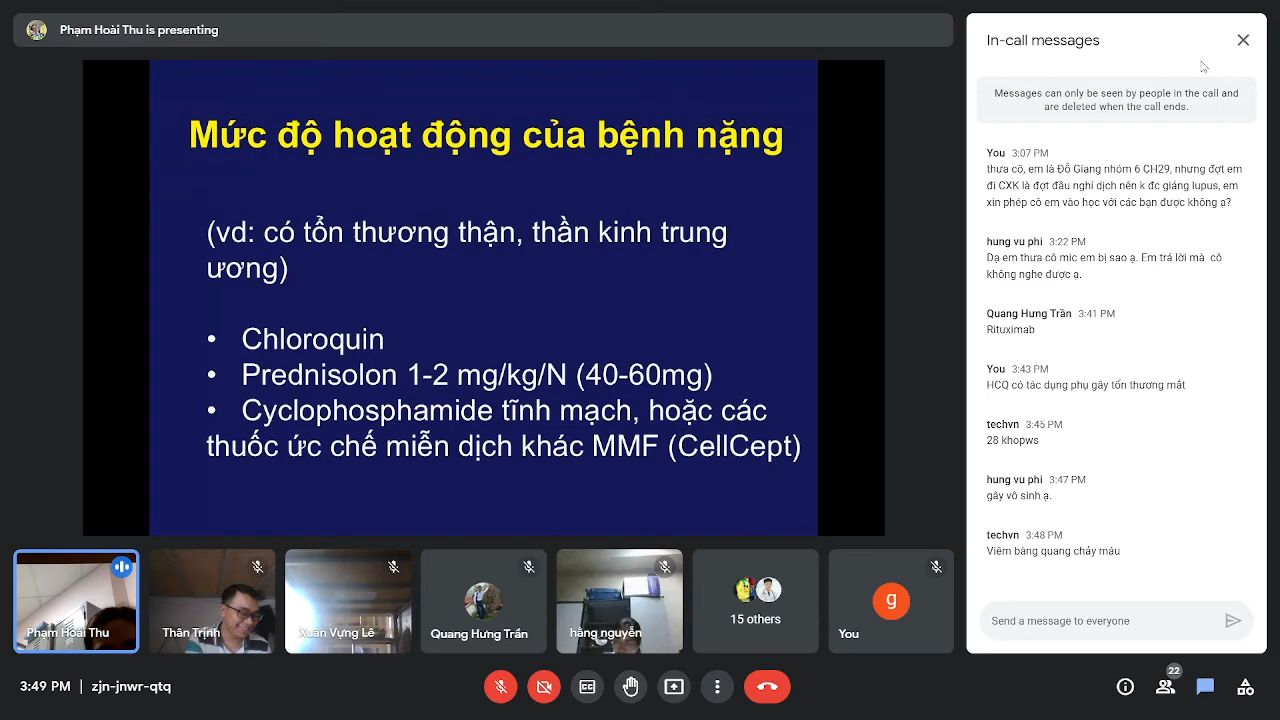 Phạm Hoài Thu is presenting
Mức độ hoạt động của bệnh nặng
(vd: có tổn thương thận, thần kinh trung
ương)
• Chloroquin
• Prednisolon 1-2 mg/kg/N (40-60mg)
• Cyclophosphamide tĩnh mạch, hoặc các
thuốc ức chế miễn dịch khác MMF (CellCept)
Phạm Hoài Thu
Thân Trịnh
Xuân Vựng Lê
Quang Hưng Trần
hằng nguyễn
15 others
g
You
3:49 PM | zjn-jnwr-qtq
In-call messages
Messages can only be seen by people in the call and
are deleted when the call ends.
You 3:07 PM
thưa cô, em là Đỗ Giang nhóm 6 CH29, nhưng đợt em
đi CXK là đợt đầu nghỉ dịch nên k đc giảng lupus, em
xin phép cô em vào học với các bạn được không ạ?
hung vu phi 3:22 PM
Dạ em thưa cô mic em bị sao ạ. Em trả lời mà cô
không nghe được ạ.
Quang Hưng Trần 3:41 PM
Rituximab
You 3:43 PM
HCQ có tác dụng phụ gây tổn thương mắt
techvn 3:45 PM
28 khopws
hung vu phi 3:47 PM
gây vô sinh ạ.
techvn 3:48 PM
Viêm bàng quang chảy máu
Send a message to everyone
22